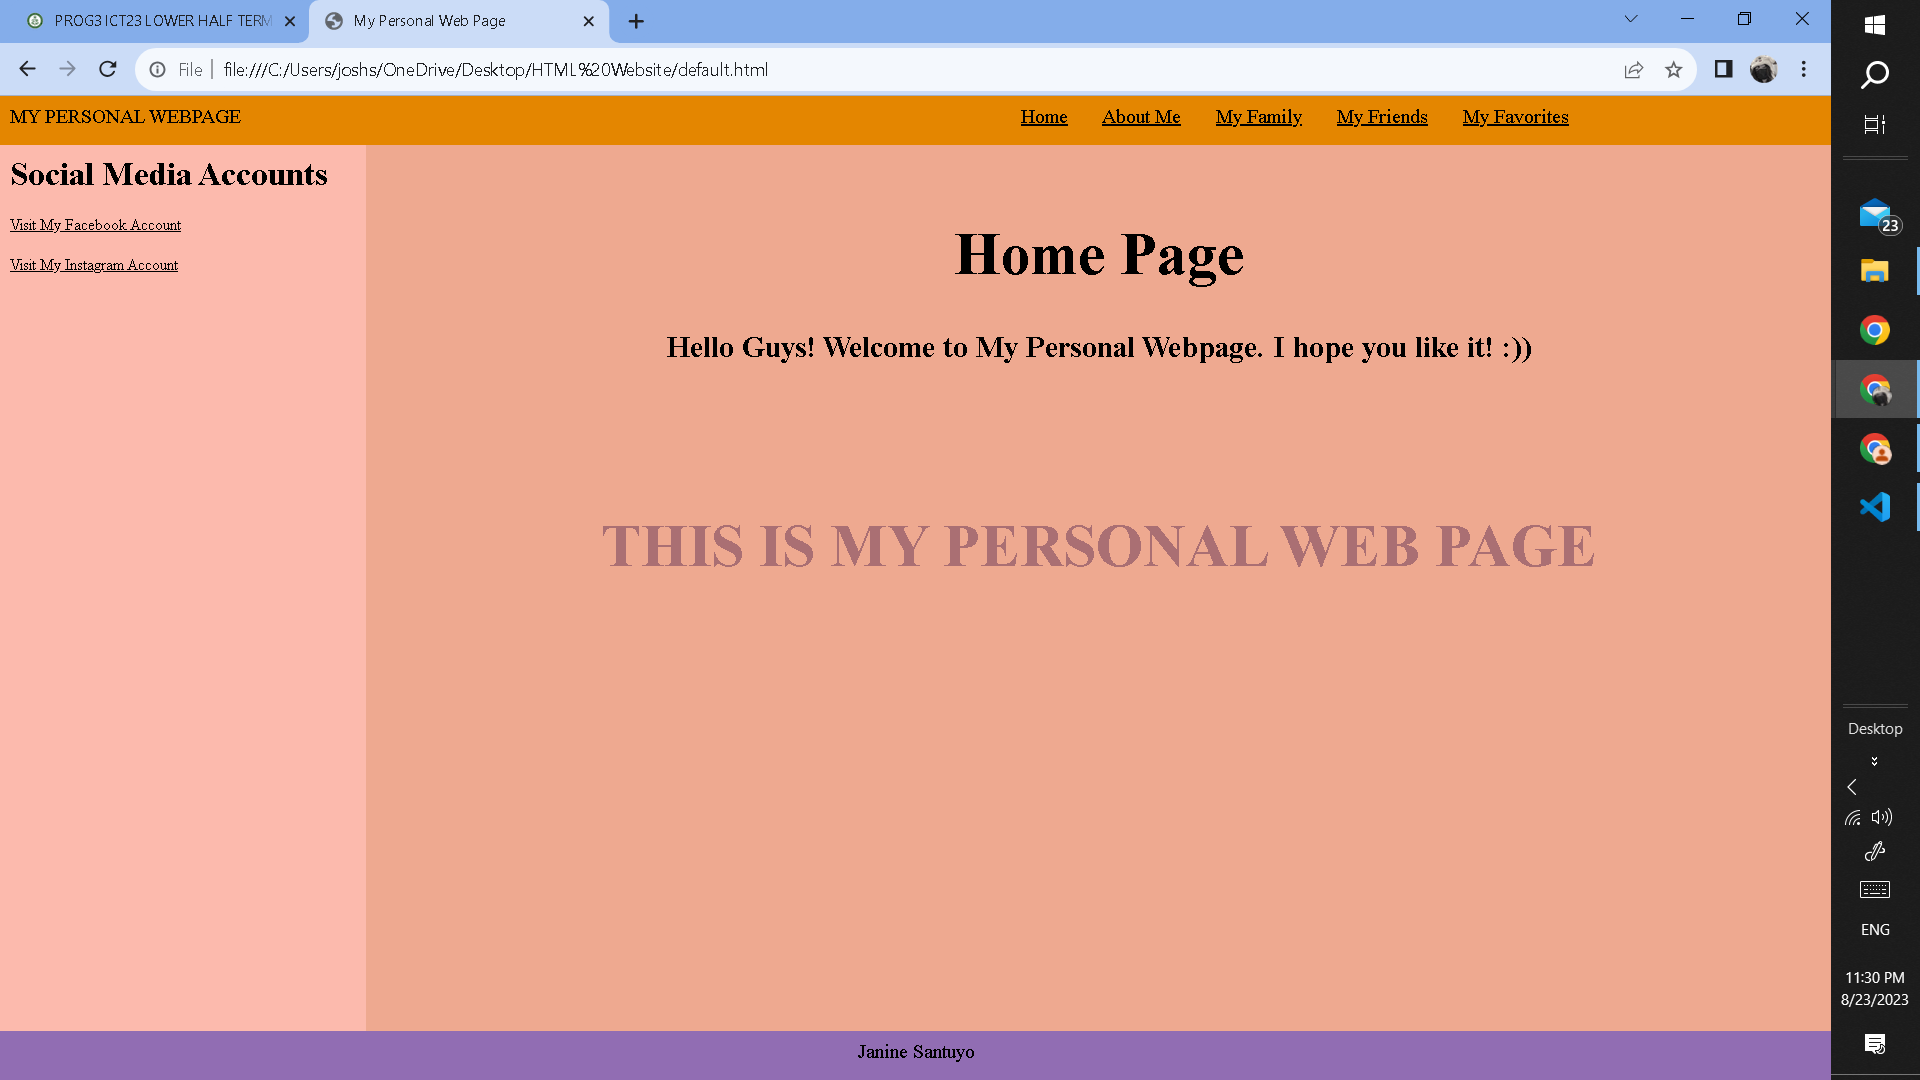 PROG3 ICT23 LOWER HALF TERM
My Personal Web Page
File
file:///C:/Users/joshs/OneDrive/Desktop/HTML%20Website/default.html
MY PERSONAL WEBPAGE
Home
About Me
My Family
My Friends
My Favorites
Social Media Accounts
Visit My Facebook Account
Visit My Instagram Account
Home Page
Hello Guys! Welcome to My Personal Webpage. I hope you like it! :))
THIS IS MY PERSONAL WEB PAGE
Janine Santuyo
23
Desktop
ENG
11:30 PM
8/23/2023